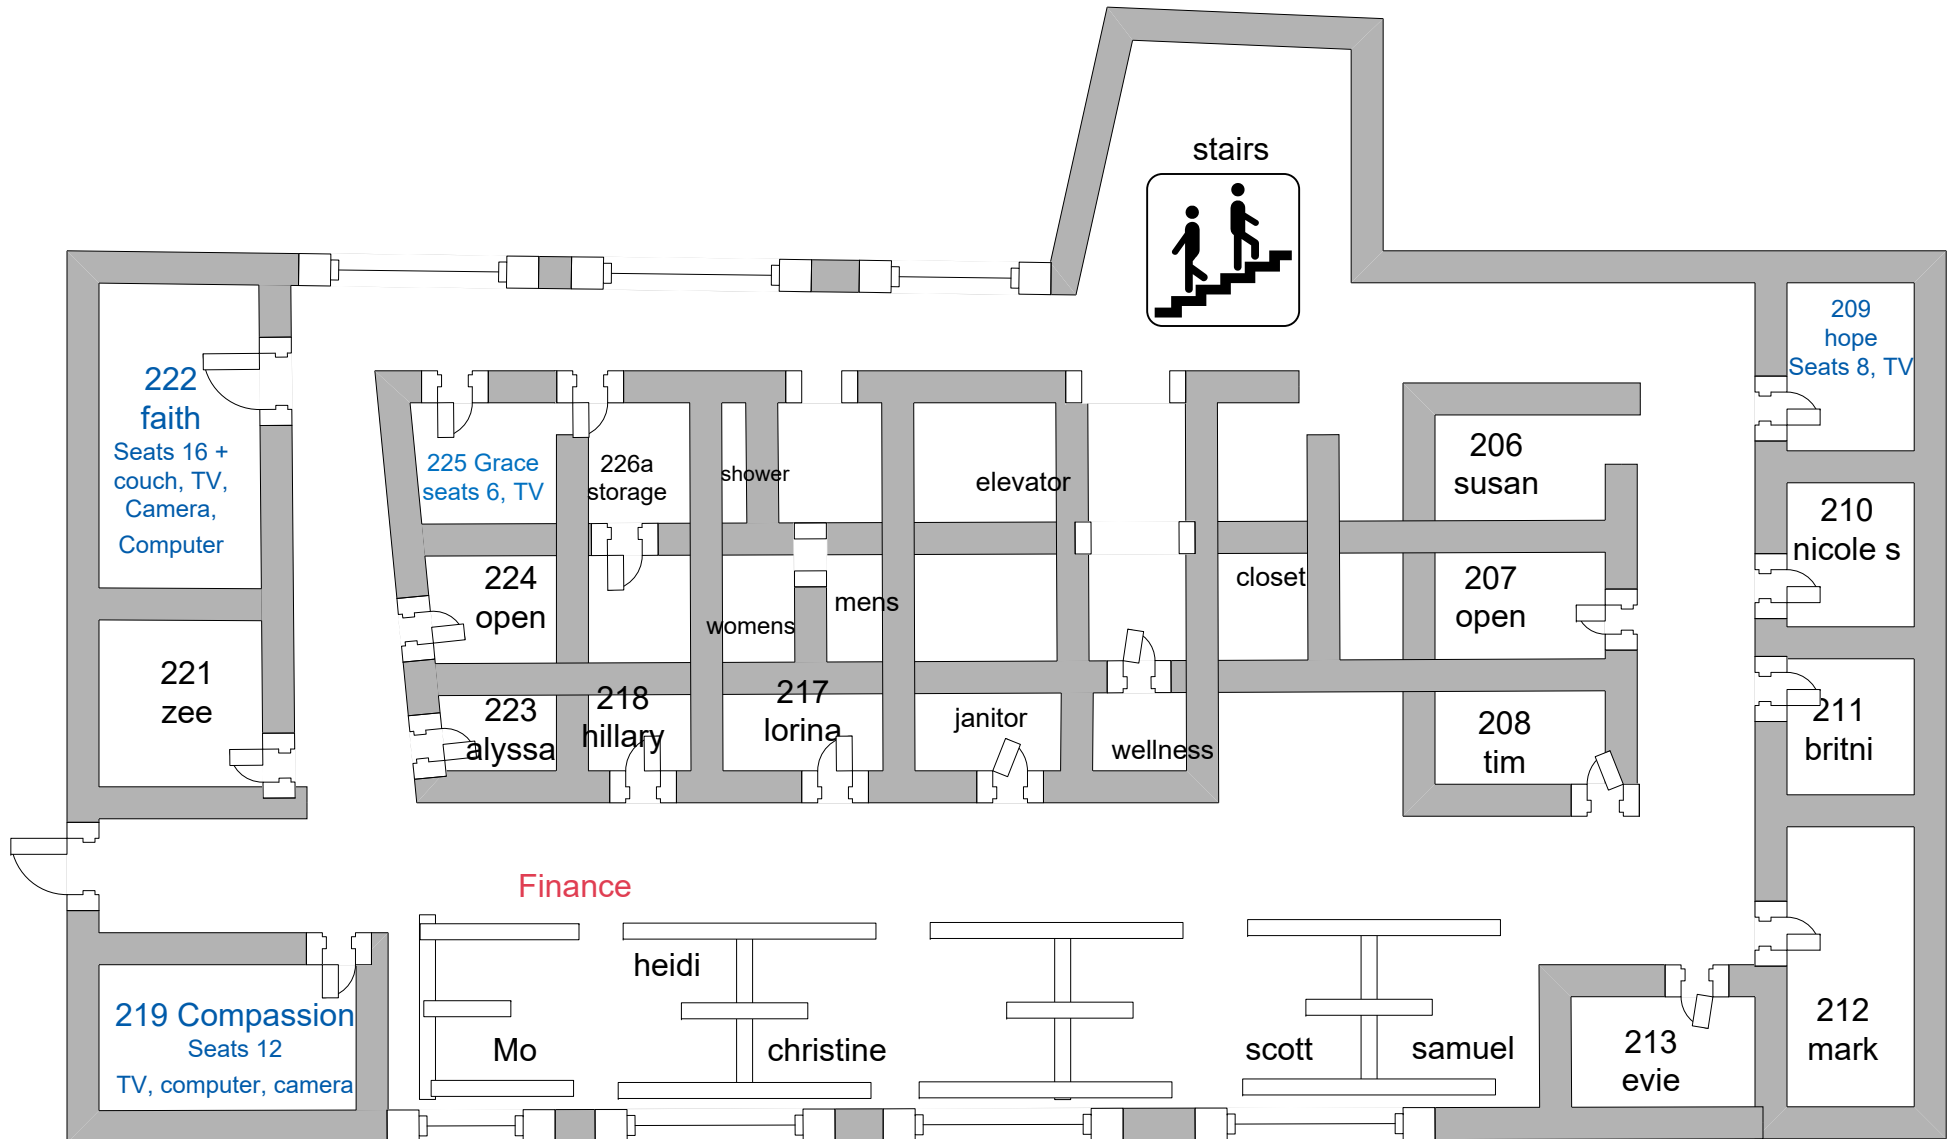 stairs
209
hope
Seats 8, TV
222
faith
Seats 16 +
couch, TV,
Camera,
Computer
225 Grace
seats 6, TV
226a
storage
shower
elevator
206
susan
210
nicole s
224
open
womens
mens
closet
207
open
221
zee
223
alyssa
218
hillary
217
lorina
janitor
wellness
208
tim
211
britni
Finance
heidi
219 Compassion
Seats 12
TV, computer, camera
Mo
christine
scott
samuel
213
evie
212
mark